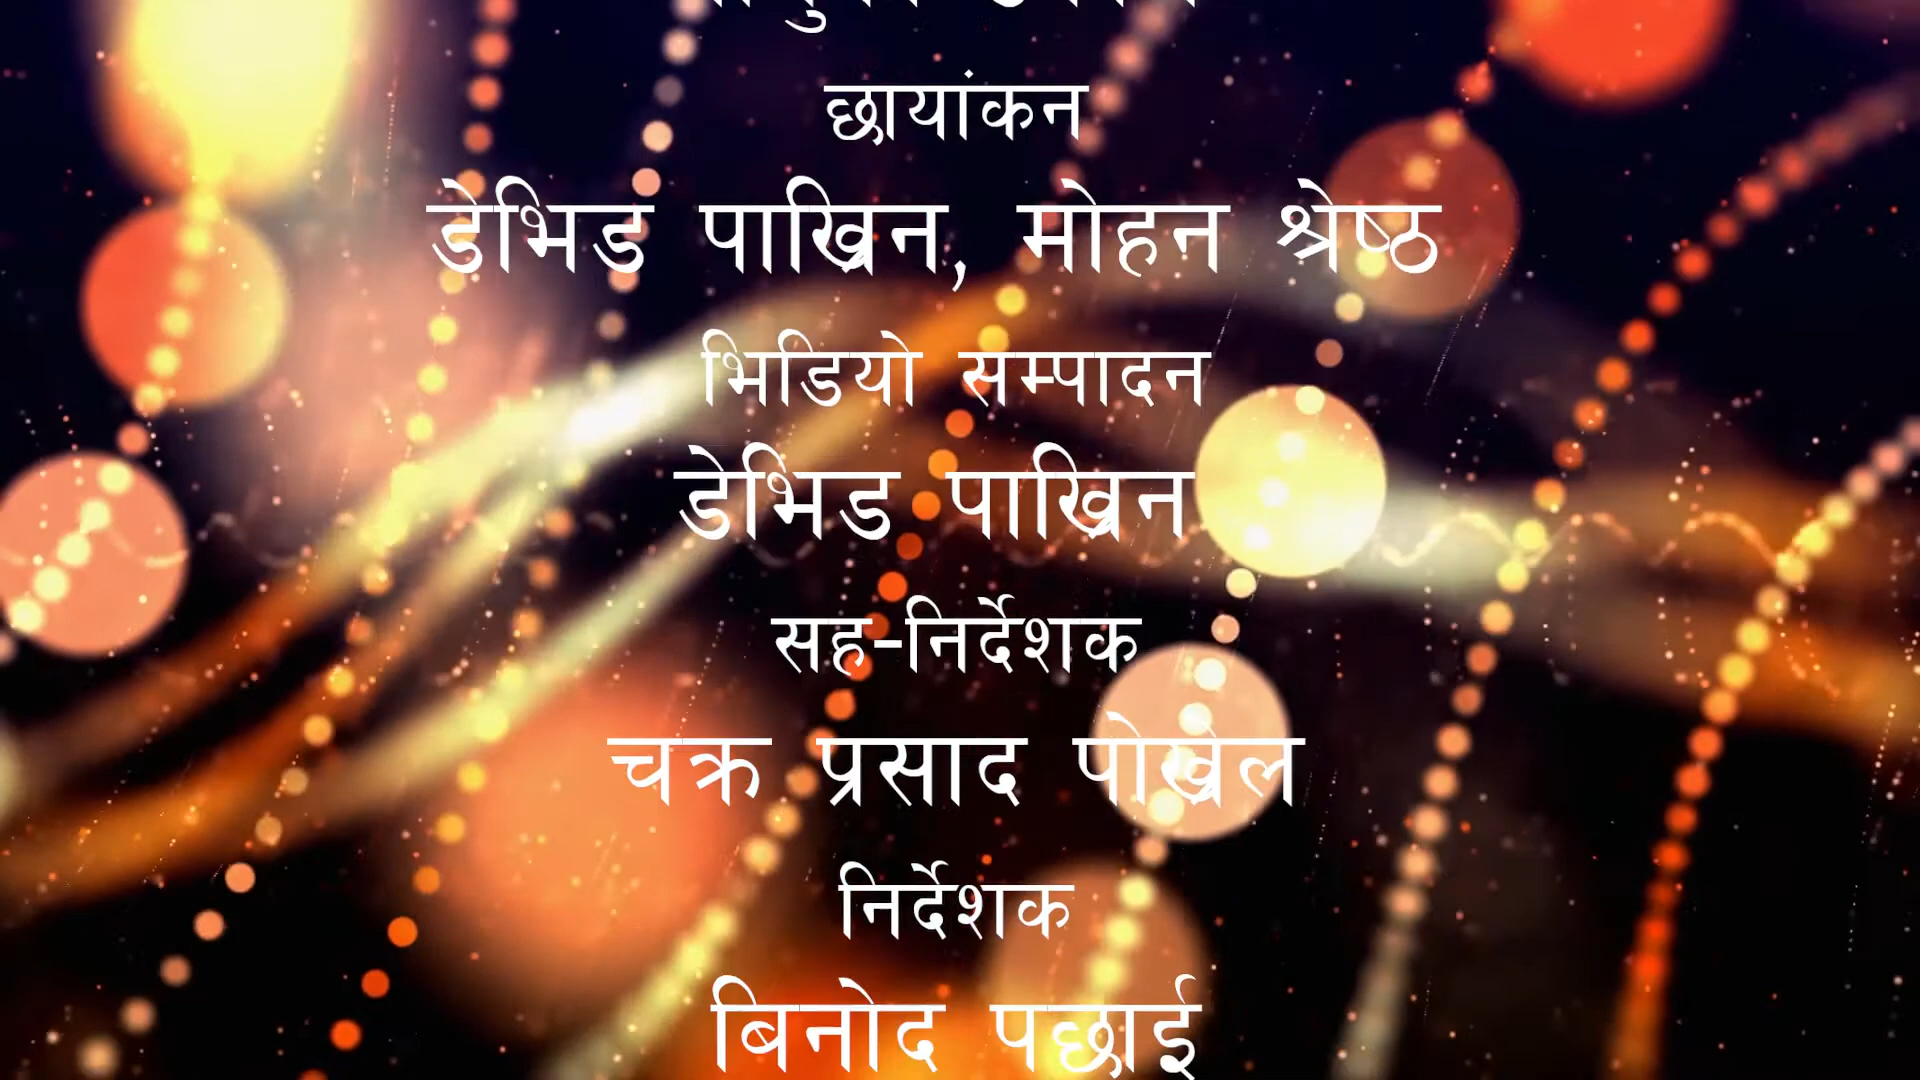 छायांकन
डेभिड पाख्रिन, मोहन श्रेष्ठ
भिडियो सम्पादन
डेभिड पाख्रिन
सह-निर्देशक
चक्र प्रसाद पोख्रेल
निर्देशक
बिनोद पछाई